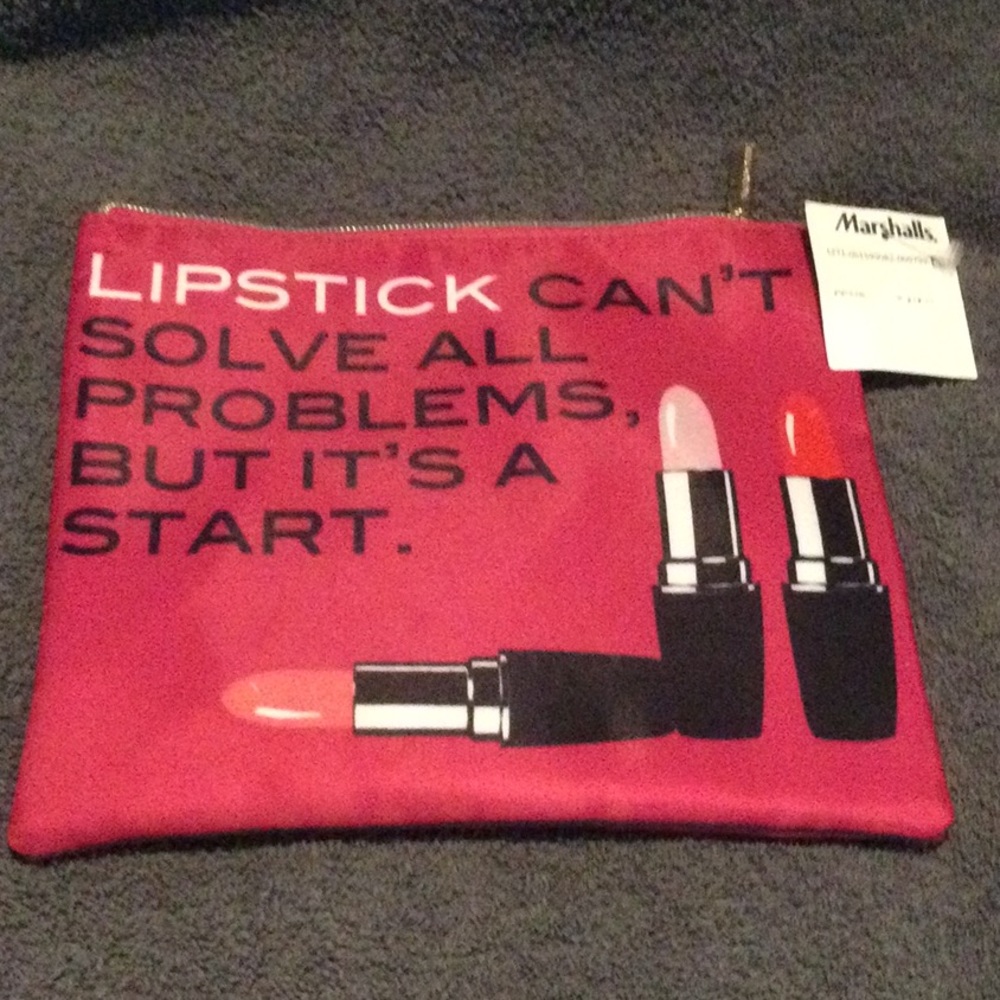 LIPSTICK CAN'T
SOLVE ALL
PROBLEMS,
BUT IT'S A
START.
Marshalls.